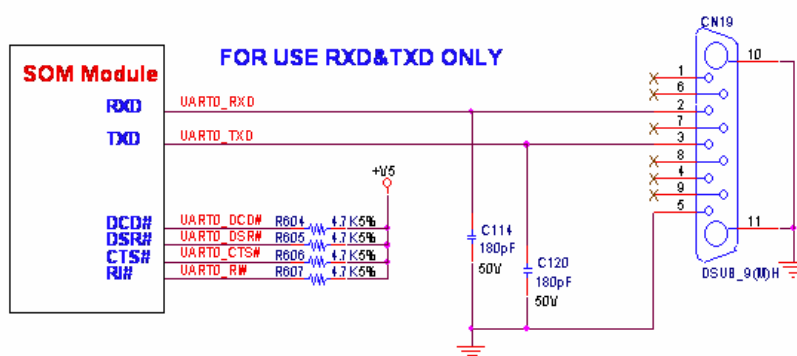 CN19
FOR USE RXD&TXD ONLY
10
SOM Module
1
6
RXD UART0_RXD 2
7
TXD UART0_TXD 3
8
+V5 4
9
5
DCD# UART0_DCD# R604 4.7K5%
DSR# UART0_DSR# R605 4.7K5%
CTS# UART0_CTS# R606 4.7K5%
RI# UART0_RI# R607 4.7K5%
C114
180pF
50V
C120
180pF
50V
11
DSUB_9(M)H